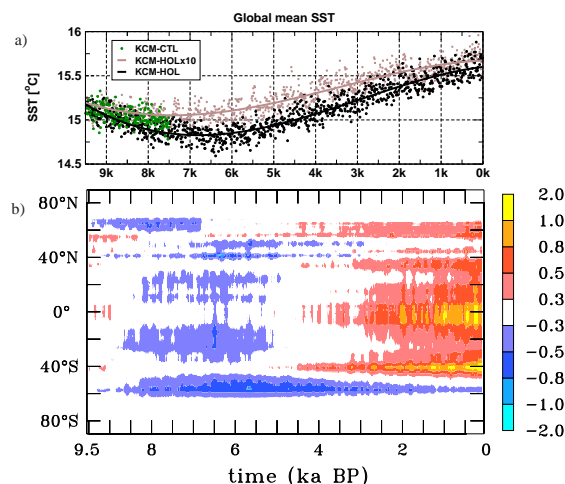 Global mean SST
a)
16
15.5
15
14.5
SST [°C]
KCM-CTL
KCM-HOLx10
KCM-HOL
9k 8k 7k 6k 5k 4k 3k 2k 1k 0k
b)
80°N
40°N
0°
40°S
80°S
9.5 8 6 4 2 0
time (ka BP)
2.0
1.0
0.8
0.5
0.3
−0.3
−0.5
−0.8
−1.0
−2.0